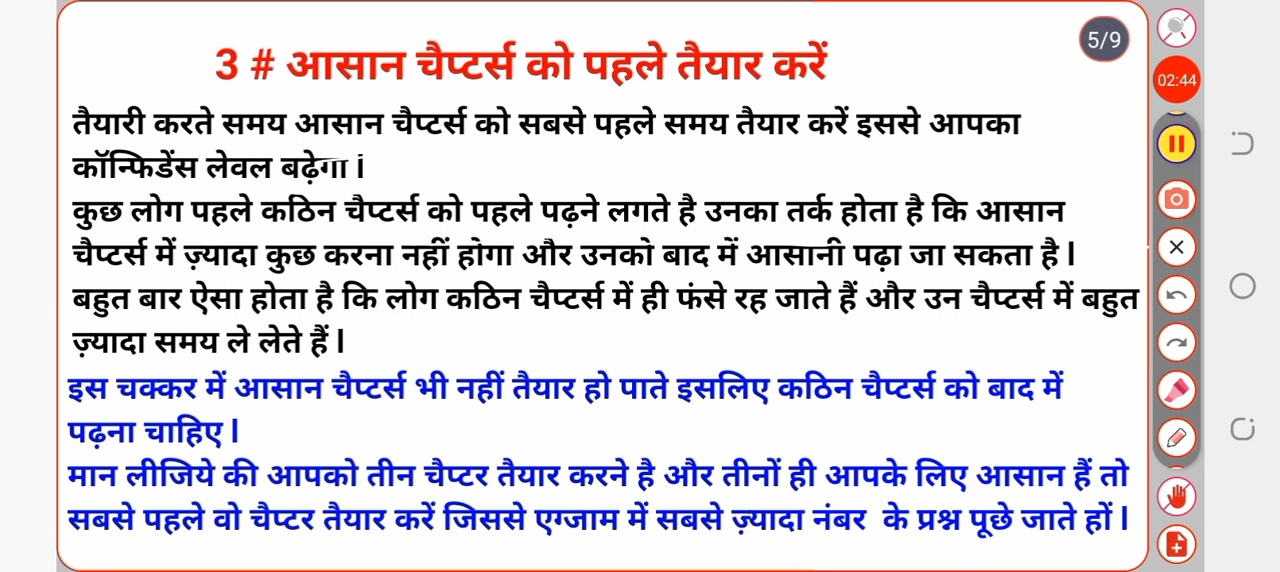 3 # आसान चैप्टर्स को पहले तैयार करें
5/9
02:44
तैयारी करते समय आसान चैप्टर्स को सबसे पहले समय तैयार करें इससे आपका
कॉन्फिडेंस लेवल बढ़ेगा i
कुछ लोग पहले कठिन चैप्टर्स को पहले पढ़ने लगते है उनका तर्क होता है कि आसान
चैप्टर्स में ज़्यादा कुछ करना नहीं होगा और उनको बाद में आसानी पढ़ा जा सकता है l
बहुत बार ऐसा होता है कि लोग कठिन चैप्टर्स में ही फंसे रह जाते हैं और उन चैप्टर्स में बहुत
ज़्यादा समय ले लेते हैं l
इस चक्कर में आसान चैप्टर्स भी नहीं तैयार हो पाते इसलिए कठिन चैप्टर्स को बाद में
पढ़ना चाहिए l
मान लीजिये की आपको तीन चैप्टर तैयार करने है और तीनों ही आपके लिए आसान हैं तो
सबसे पहले वो चैप्टर तैयार करें जिससे एग्जाम में सबसे ज़्यादा नंबर के प्रश्न पूछे जाते हों l